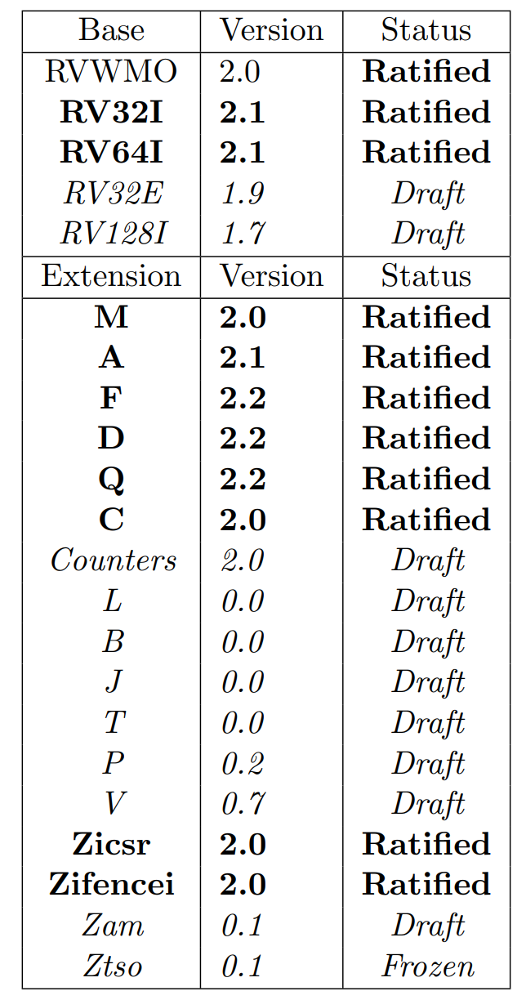 Base Version Status
RVWMO 2.0 Ratified
RV32I 2.1 Ratified
RV64I 2.1 Ratified
RV32E 1.9 Draft
RV128I 1.7 Draft
Extension Version Status
M 2.0 Ratified
A 2.1 Ratified
F 2.2 Ratified
D 2.2 Ratified
Q 2.2 Ratified
C 2.0 Ratified
Counters 2.0 Draft
L 0.0 Draft
B 0.0 Draft
J 0.0 Draft
T 0.0 Draft
P 0.2 Draft
V 0.7 Draft
Zicsr 2.0 Ratified
Zifencei 2.0 Ratified
Zam 0.1 Draft
Ztso 0.1 Frozen